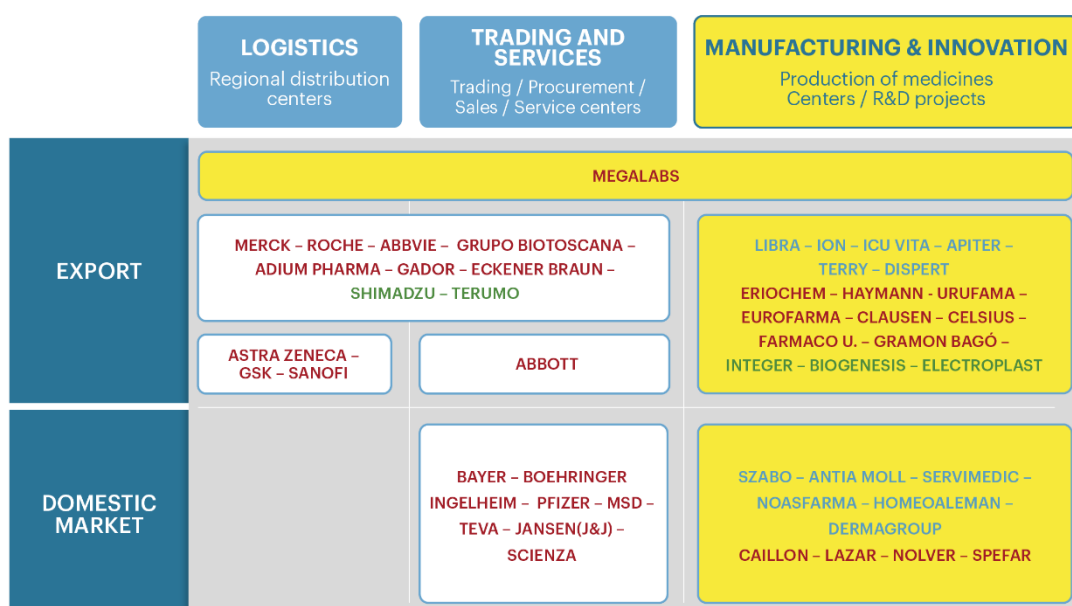 LOGISTICS
Regional distribution
centers
TRADING AND
SERVICES
Trading / Procurement /
Sales / Service centers
MANUFACTURING & INNOVATION
Production of medicines
Centers / R&D projects
EXPORT
MEGALABS
MERCK – ROCHE – ABBVIE – GRUPO BIOTOSCANA –
ADIUM PHARMA – GADOR – ECKENER BRAUN –
SHIMADZU – TERUMO
LIBRA – ION – ICU VITA – APITER –
TERRY – DISPERT
ERIOCHEM – HAYMANN - URUFAMA –
EUROFARMA – CLAUSEN – CELSIUS –
FARMACO U. – GRAMON BAGÓ –
INTEGER – BIOGENESIS – ELECTROPLAST
ASTRA ZENECA –
GSK – SANOFI
ABBOTT
DOMESTIC
MARKET
BAYER – BOEHRINGER
INGELHEIM – PFIZER – MSD –
TEVA – JANSEN(J&J) –
SCIENZA
SZABO – ANTIA MOLL – SERVIMEDIC –
NOASFARMA – HOMEOALEMAN –
DERMAGROUP
CAILLON – LAZAR – NOLVER – SPEFAR